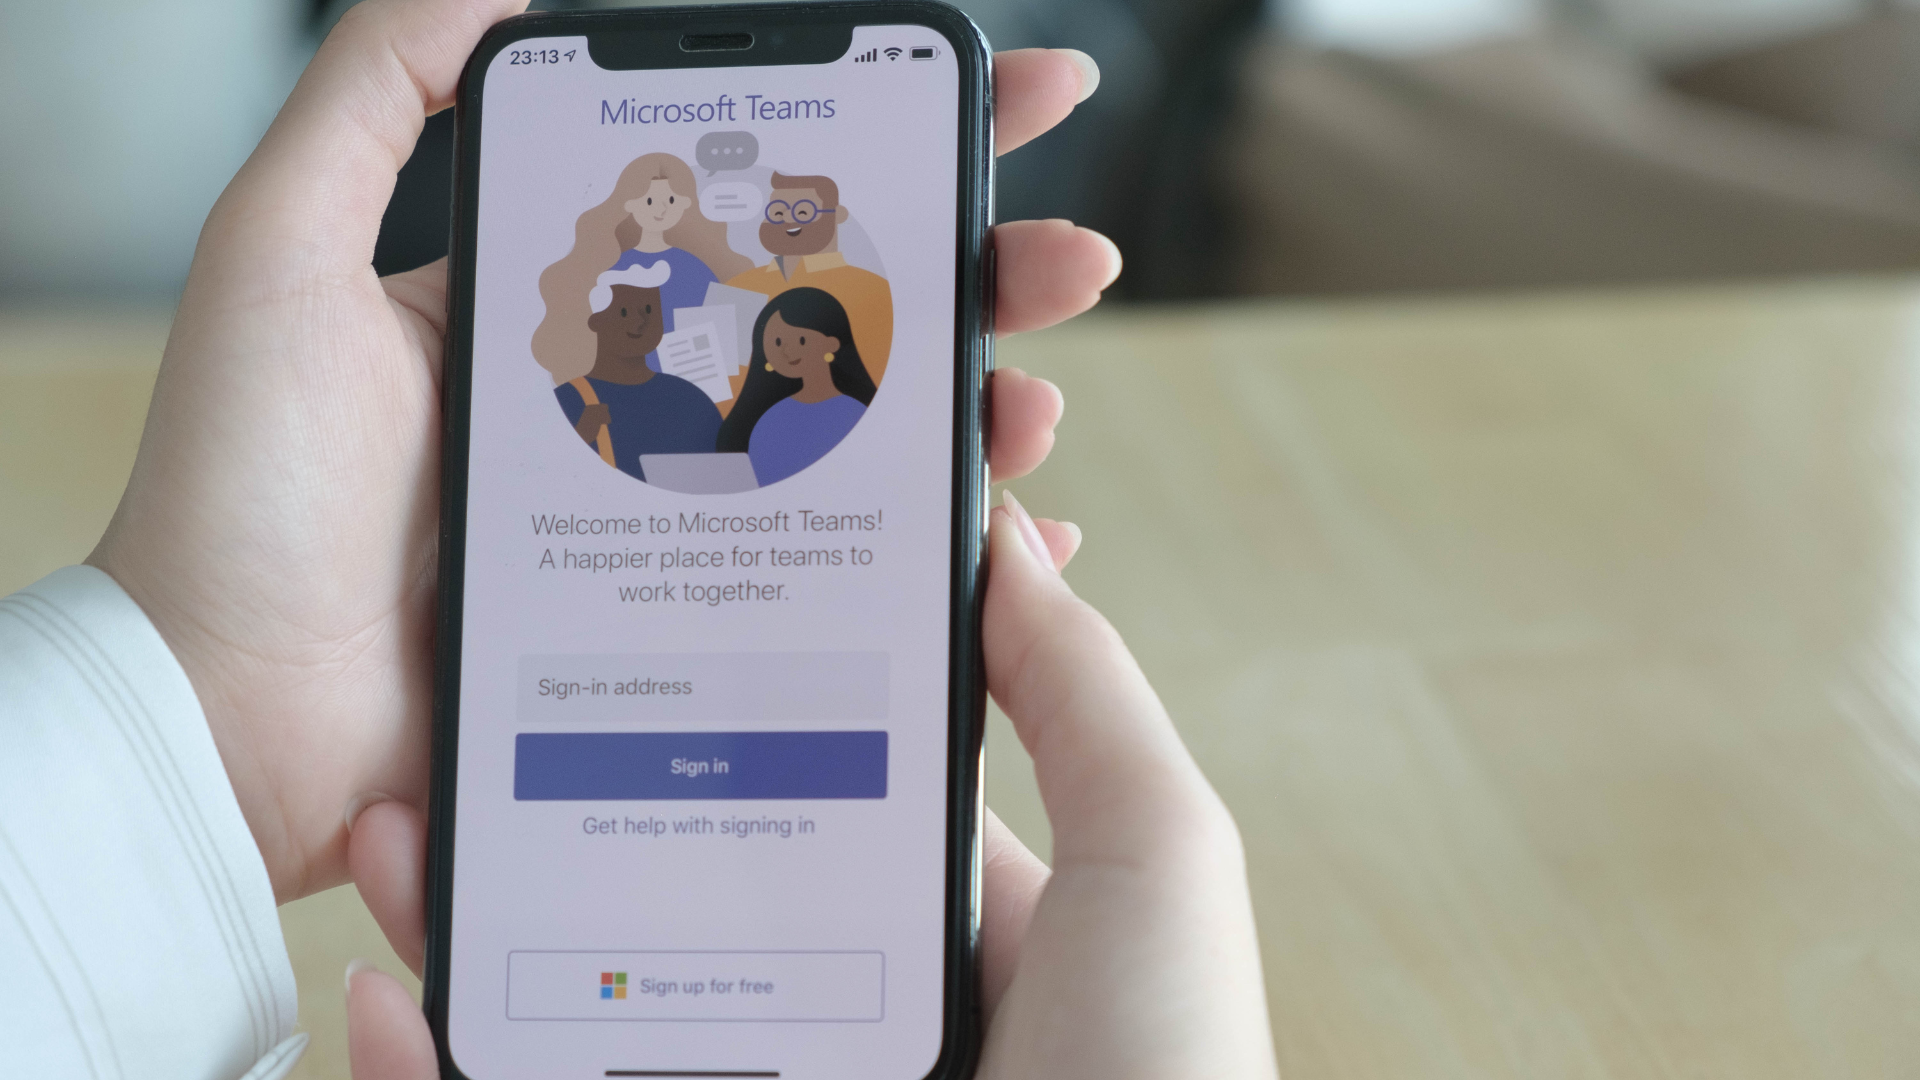 23:13
Microsoft Teams
Welcome to Microsoft Teams!
A happier place for teams to
work together.
Sign-in address
Sign in
Get help with signing in
Sign up for free